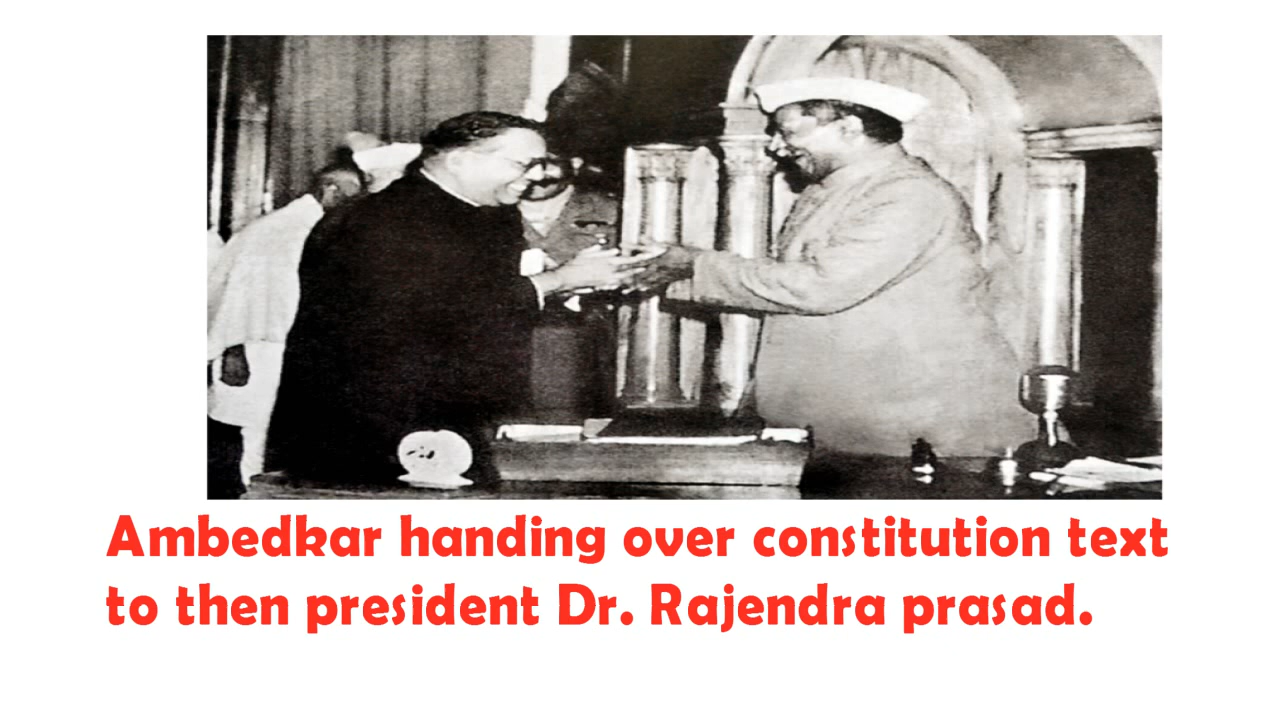 Ambedkar handing over constitution text
to then president Dr. Rajendra prasad.